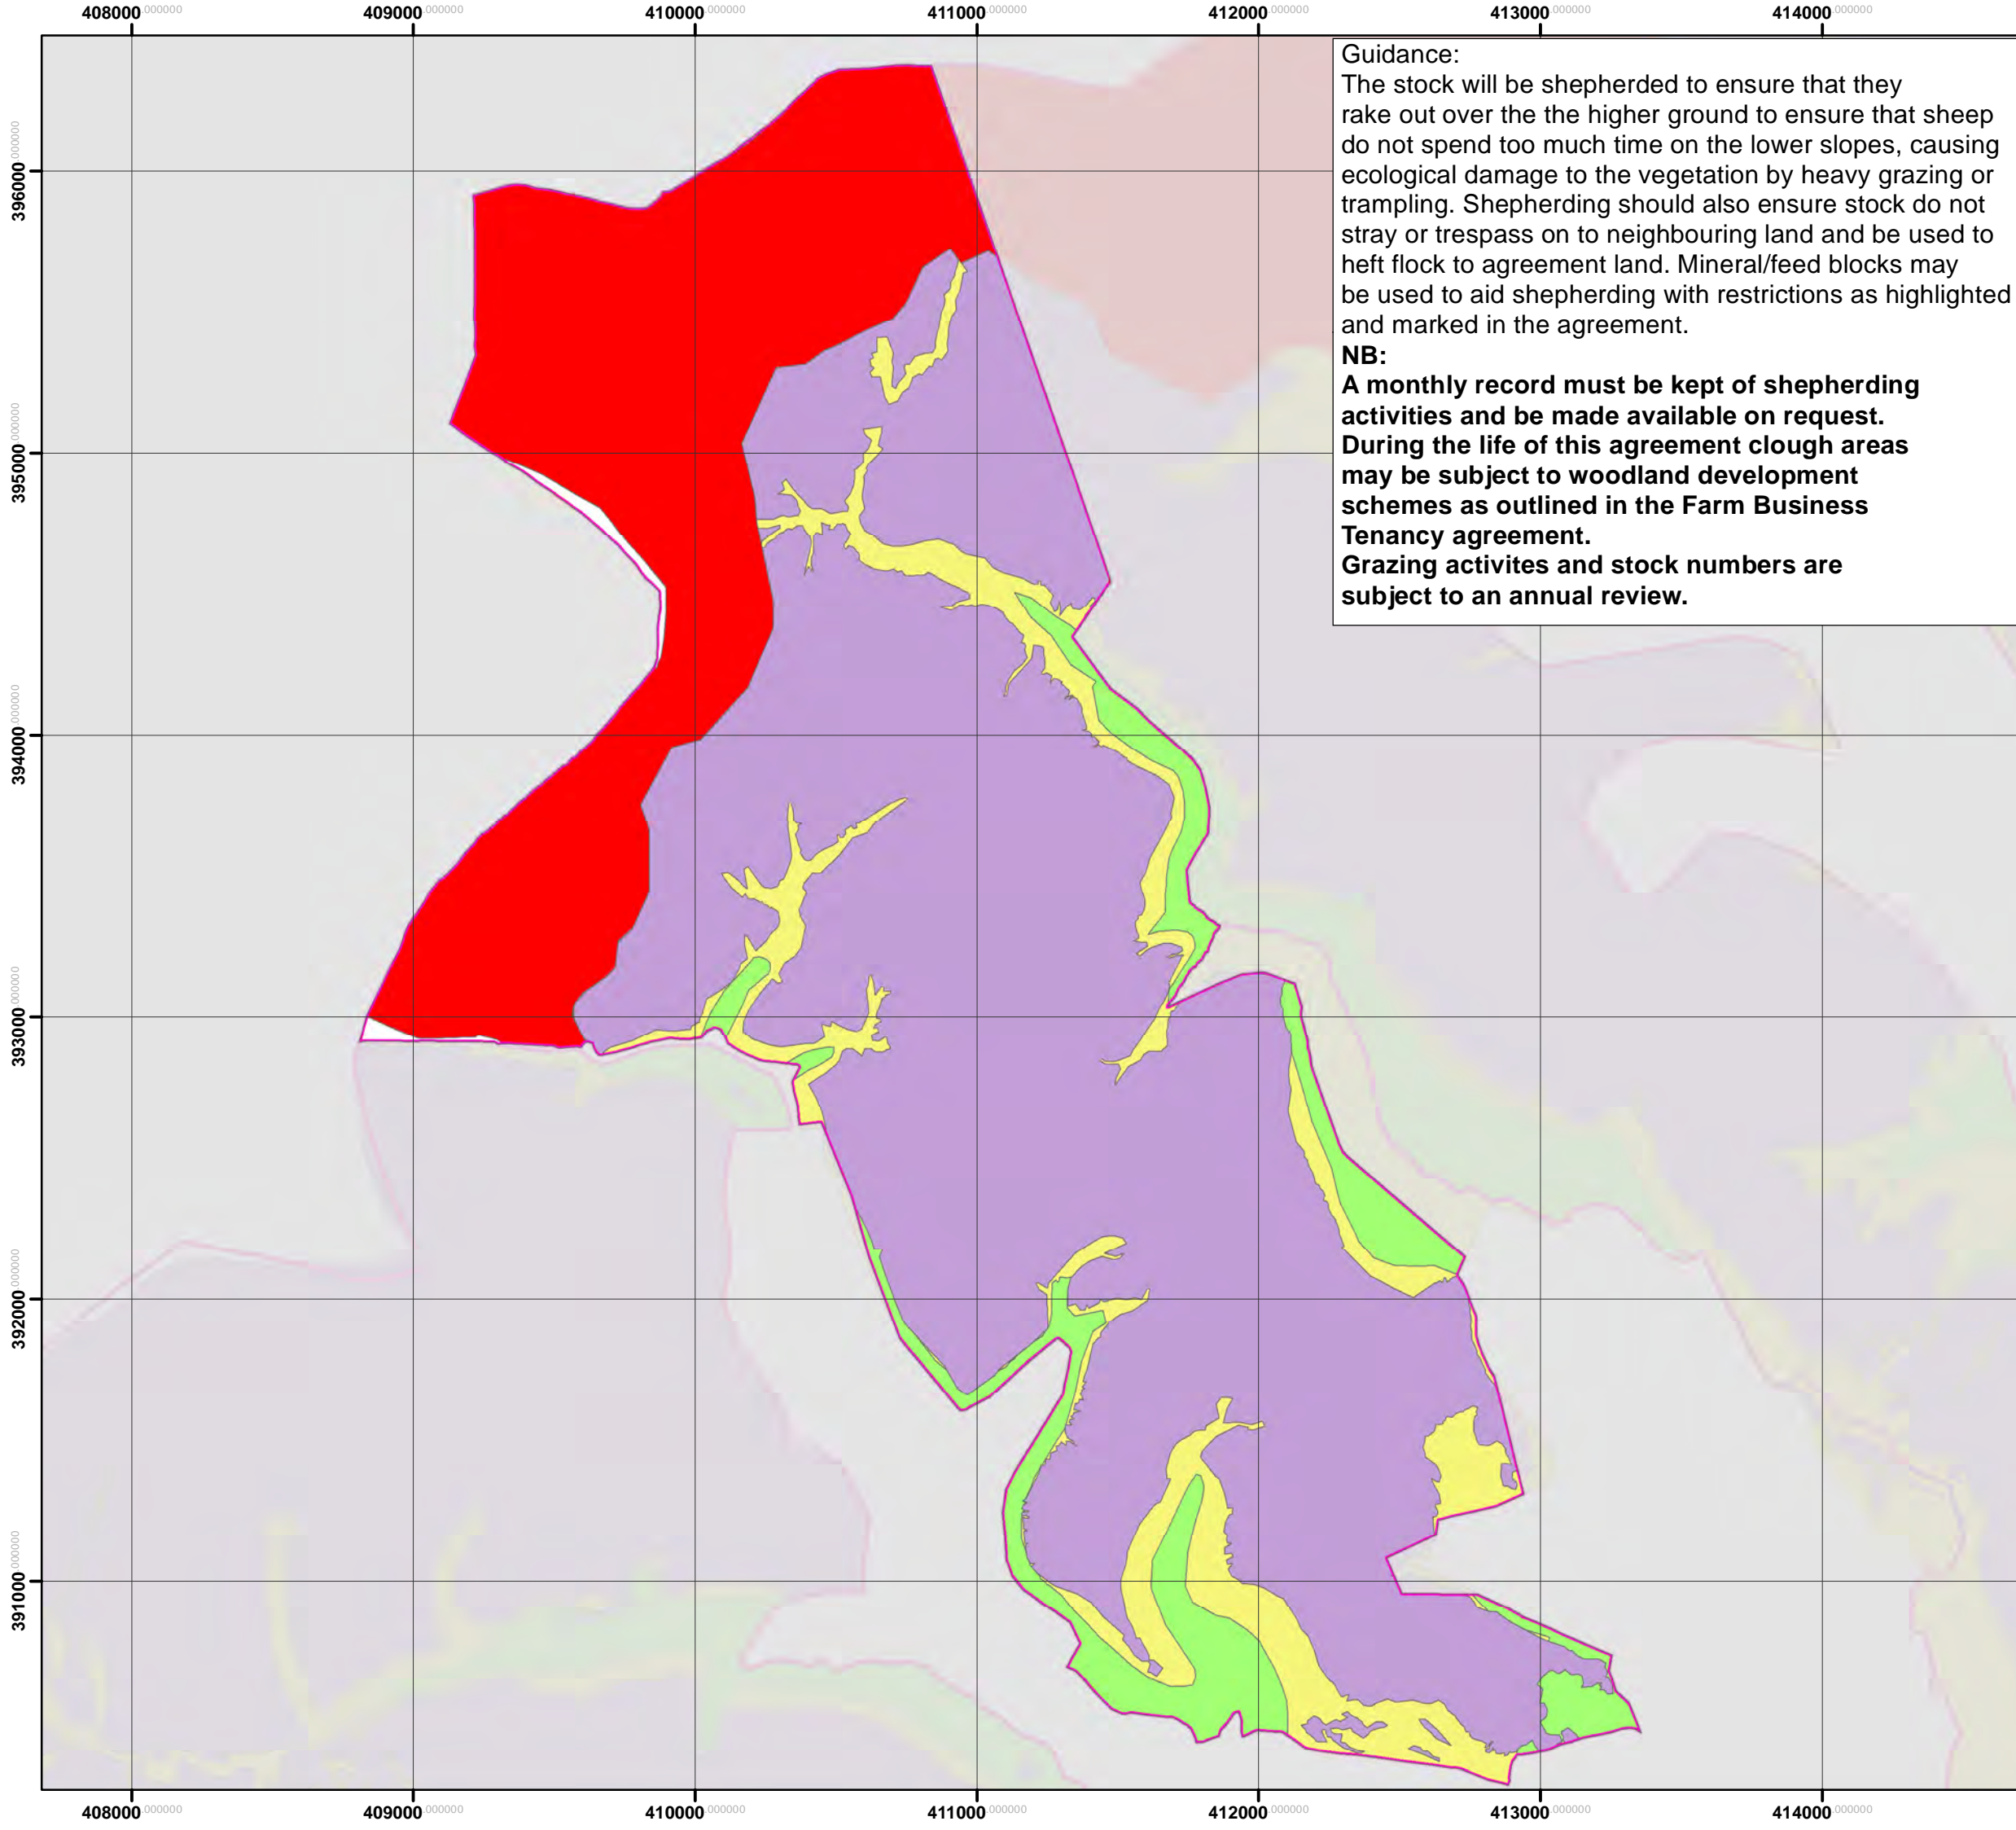 408000.000000 409000.000000 410000.000000 411000.000000 412000.000000 413000.000000 414000.000000
Guidance:
The stock will be shepherded to ensure that they
rake out over the the higher ground to ensure that sheep
do not spend too much time on the lower slopes, causing
ecological damage to the vegetation by heavy grazing or
trampling. Shepherding should also ensure stock do not
stray or trespass on to neighbouring land and be used to
heft flock to agreement land. Mineral/feed blocks may
be used to aid shepherding with restrictions as highlighted
and marked in the agreement.
NB:
A monthly record must be kept of shepherding
activities and be made available on request.
During the life of this agreement clough areas
may be subject to woodland development
schemes as outlined in the Farm Business
Tenancy agreement.
Grazing activites and stock numbers are
subject to an annual review.
396000.000000
395000.000000
394000.000000
393000.000000
392000.000000
391000.000000
408000.000000 409000.000000 410000.000000 411000.000000 412000.000000 413000.000000 414000.000000